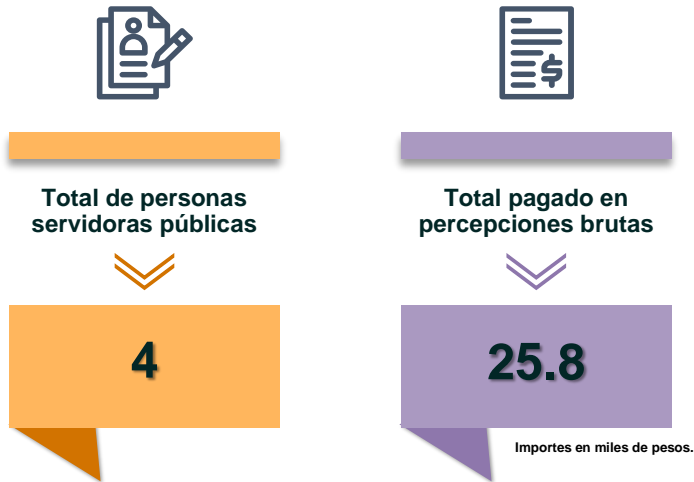 Total de personas
servidoras públicas
4
Total pagado en
percepciones brutas
25.8
Importes en miles de pesos.